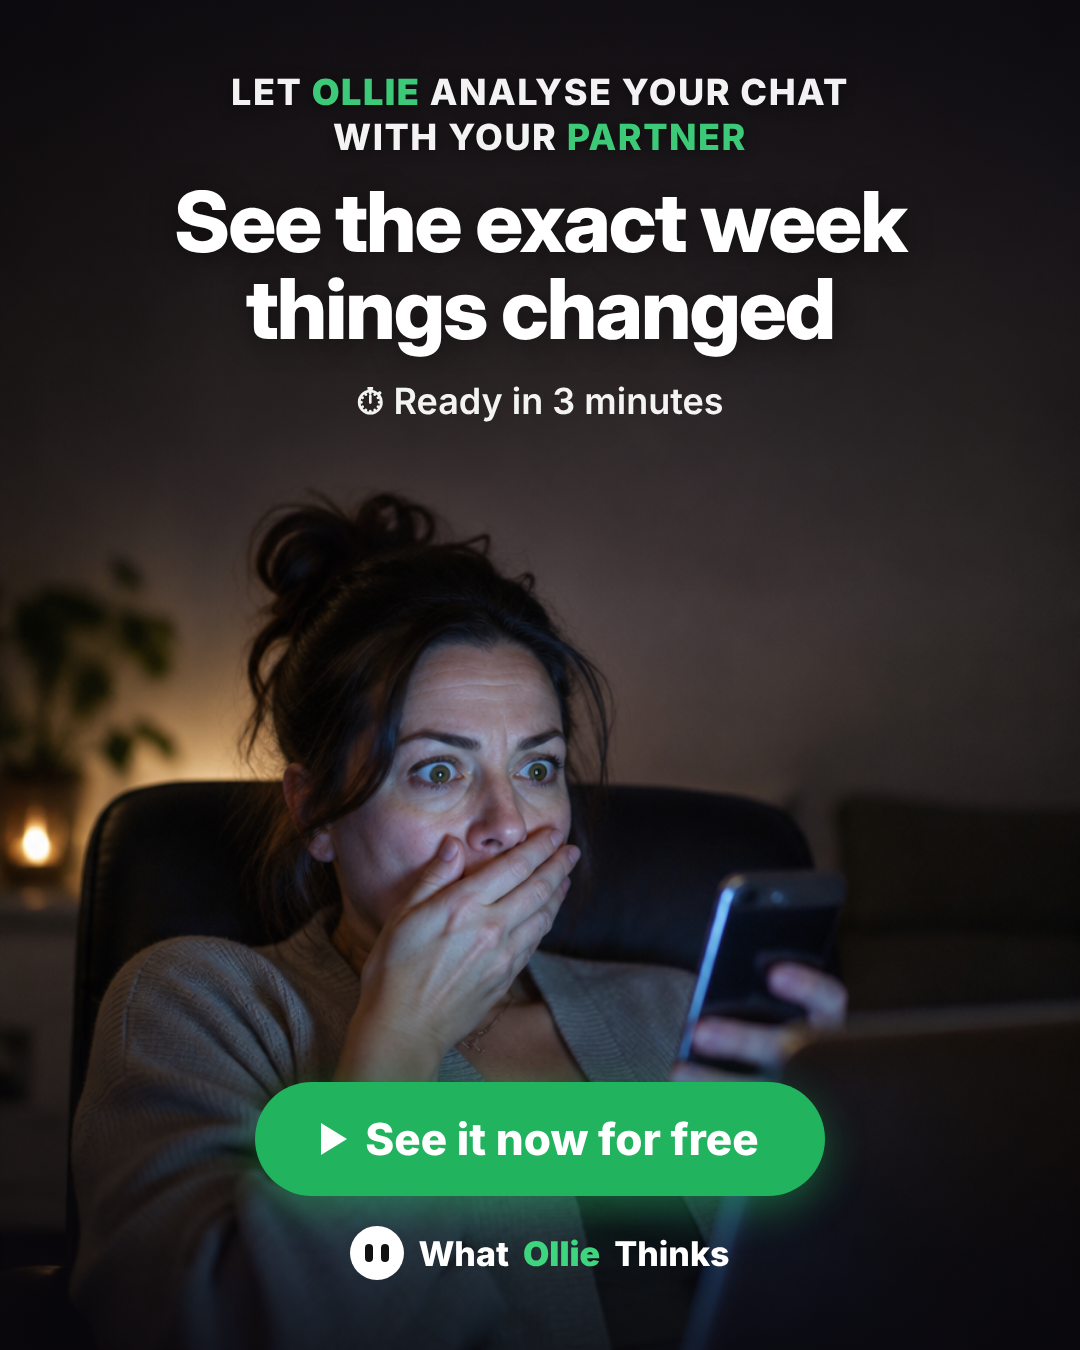 LET OLLIE ANALYSE YOUR CHAT
WITH YOUR PARTNER
See the exact week
things changed
⏱ Ready in 3 minutes
▶ See it now for free
What Ollie Thinks